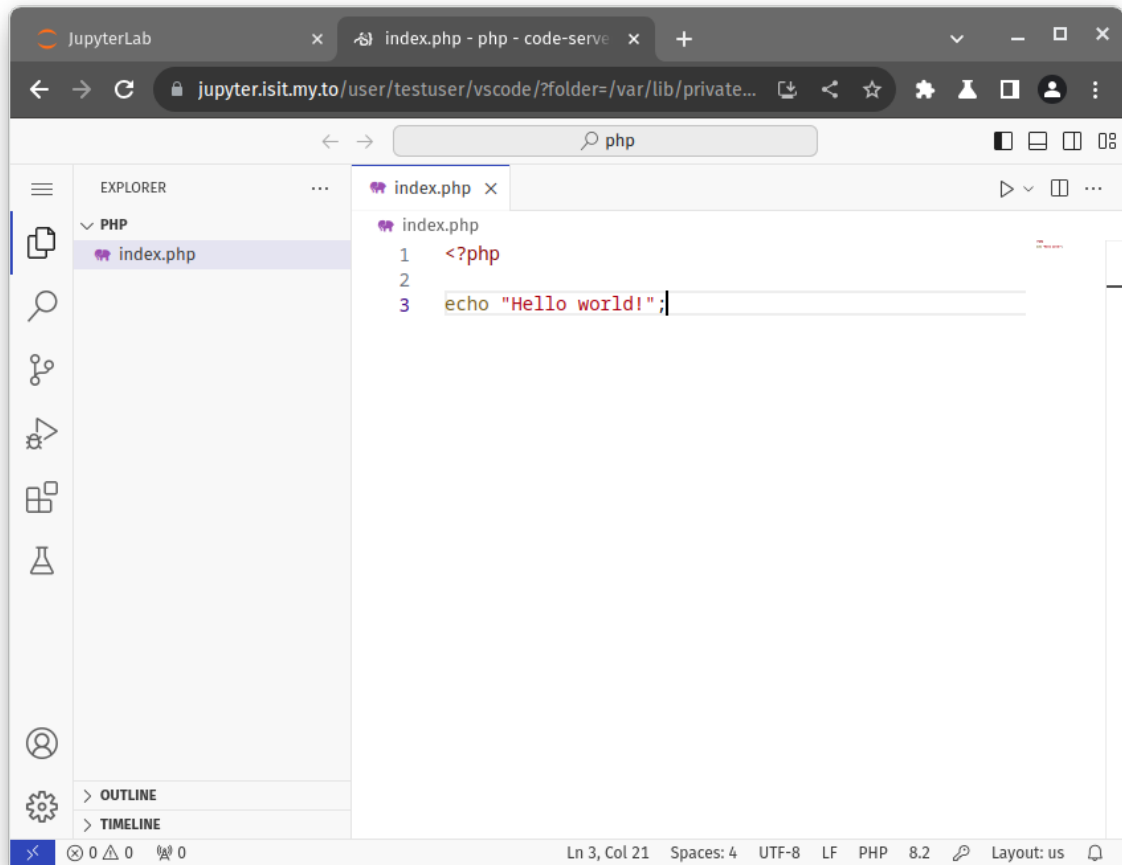 JupyterLab
index.php - php - code-serve
jupyter.isit.my.to/user/testuser/vscode/?folder=/var/lib/private...
php
EXPLORER
index.php
PHP
index.php
index.php
1 <?php
2
3 echo "Hello world!";
OUTLINE
TIMELINE
0 0 0
Ln 3, Col 21 Spaces: 4 UTF-8 LF PHP 8.2 Layout: us